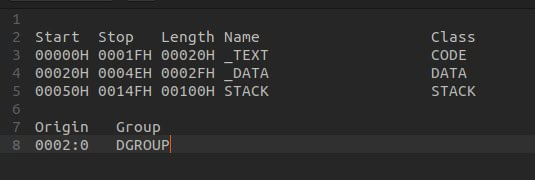 1
2 Start  Stop   Length Name                   Class
3 00000H 0001FH 00020H _TEXT                  CODE
4 00020H 0004EH 0002FH _DATA                  DATA
5 00050H 0014FH 00100H STACK                  STACK
6
7 Origin   Group
8 0002:0   DGROUP